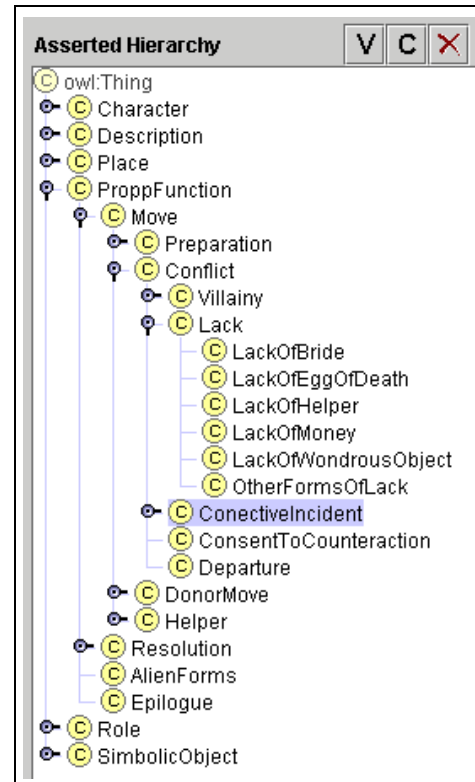 Asserted Hierarchy V C
C owl:Thing
C Character
C Description
C Place
C ProppFunction
C Move
C Preparation
C Conflict
C Villainy
C Lack
C LackOfBride
C LackOfEggOfDeath
C LackOfHelper
C LackOfMoney
C LackOfWondrousObject
C OtherFormsOfLack
C ConectiveIncident
C ConsentToCounteraction
C Departure
C DonorMove
C Helper
C Resolution
C AlienForms
C Epilogue
C Role
C SimbolicObject